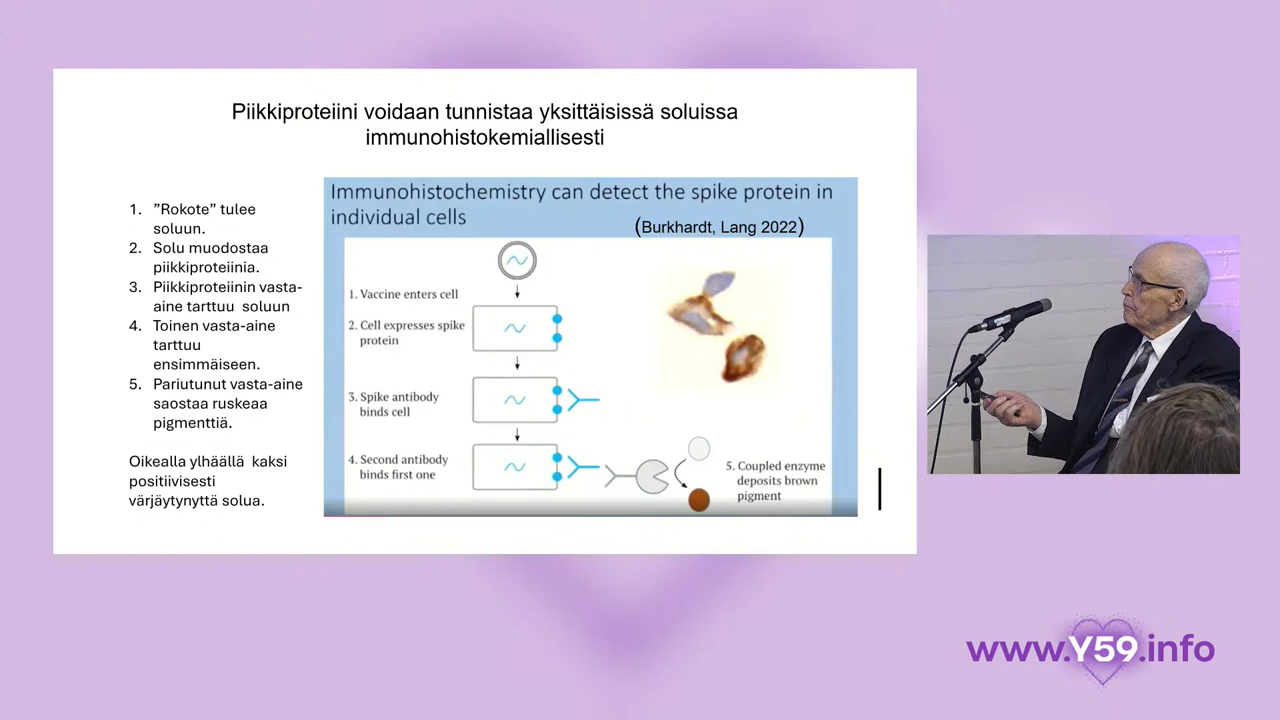 Piikkiproteiini voidaan tunnistaa yksittäisissä soluissa
immunohistokemiallisesti
1. ”Rokote” tulee
soluun.
2. Solu muodostaa
piikkiproteiinia.
3. Piikkiproteiinin vasta-
aine tarttuu soluun
4. Toinen vasta-aine
tarttuu
ensimmäiseen.
5. Pariutunut vasta-aine
saostaa ruskeaa
pigmenttiä.
Oikealla ylhäällä kaksi
positiivisesti
värjäytynyttä solua.
Immunohistochemistry can detect the spike protein in
individual cells
(Burkhardt, Lang 2022)
1. Vaccine enters cell
2. Cell expresses spike
protein
3. Spike antibody
binds cell
4. Second antibody
binds first one
5. Coupled enzyme
deposits brown
pigment
www.Y59.info